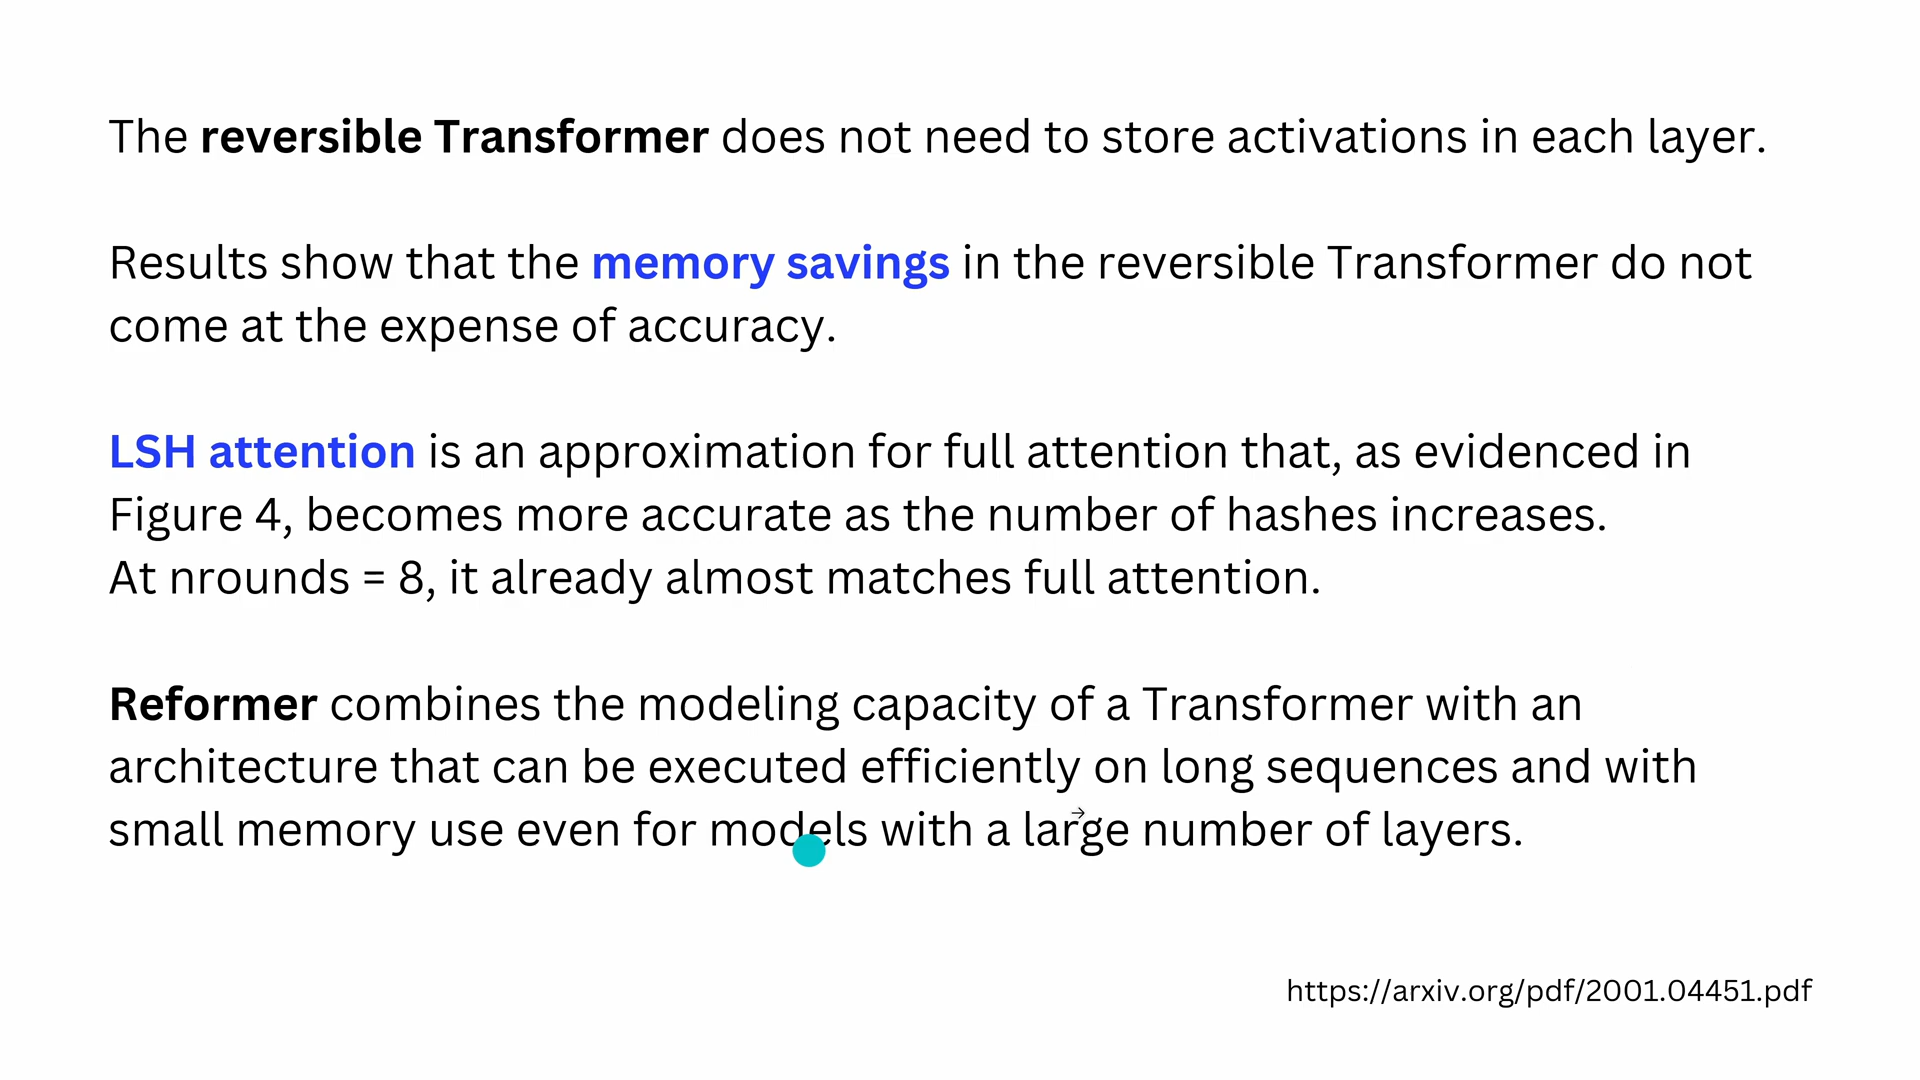 The reversible Transformer does not need to store activations in each layer.
Results show that the memory savings in the reversible Transformer do not
come at the expense of accuracy.
LSH attention is an approximation for full attention that, as evidenced in
Figure 4, becomes more accurate as the number of hashes increases.
At nrounds = 8, it already almost matches full attention.
Reformer combines the modeling capacity of a Transformer with an
architecture that can be executed efficiently on long sequences and with
small memory use even for models with a large number of layers.
https://arxiv.org/pdf/2001.04451.pdf